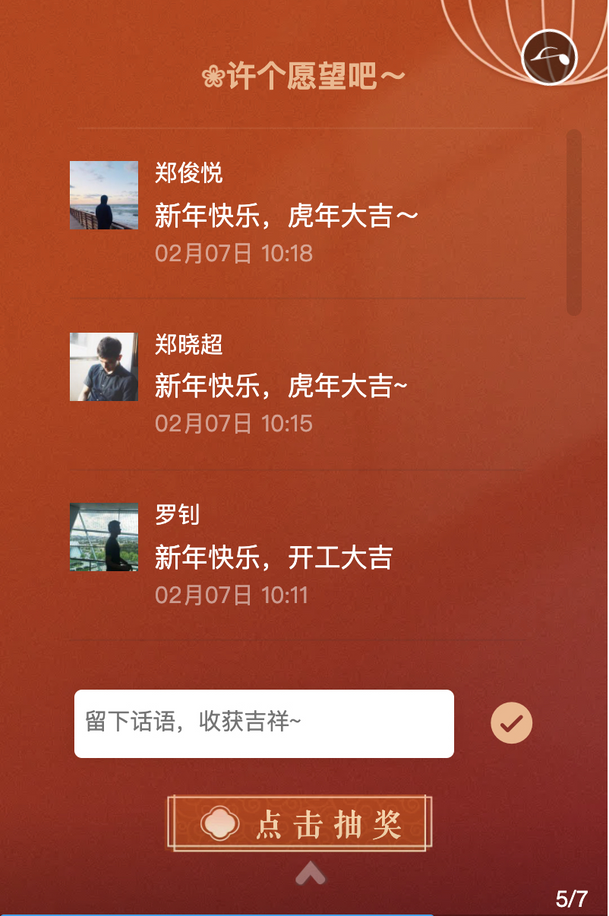 许个愿望吧～
郑俊悦
新年快乐，虎年大吉～
02月07日 10:18
郑晓超
新年快乐，虎年大吉~
02月07日 10:15
罗钊
新年快乐，开工大吉
02月07日 10:11
留下话语，收获吉祥~
点击抽奖
5/7